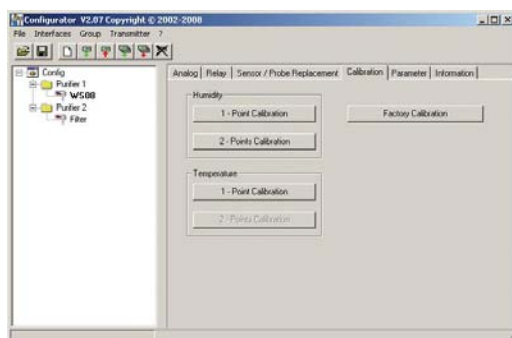 Configurator V2.07 Copyright © 2002-2008
File Interfaces Group Transmitter ?
Config
Purifier 1
WS08
Purifier 2
Filter
Analog Relay Sensor / Probe Replacement Calibration Parameter Information
Humidity
1 - Point Calibration
2 - Points Calibration
Factory Calibration
Temperature
1 - Point Calibration
2 - Points Calibration